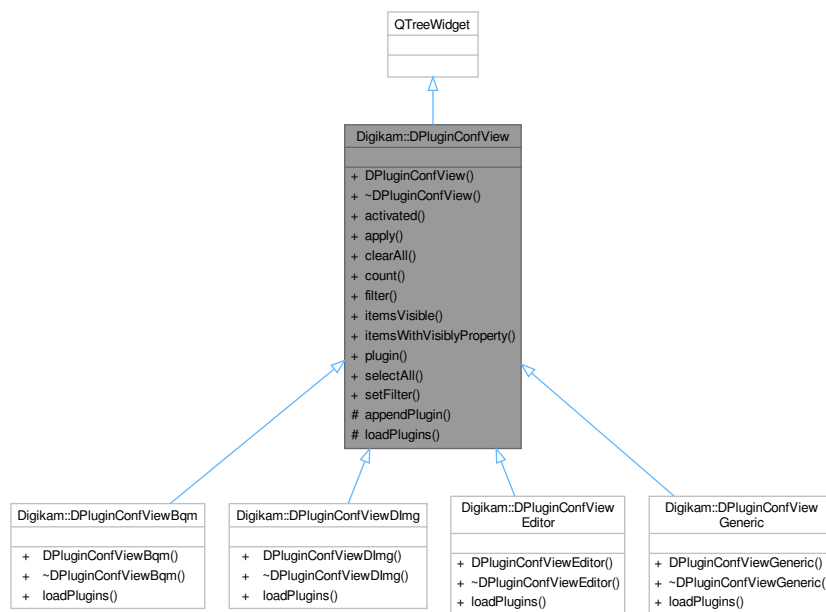 QTreeWidget
Digikam::DPluginConfView
+ DPluginConfView()
+ ~DPluginConfView()
+ activated()
+ apply()
+ clearAll()
+ count()
+ filter()
+ itemsVisible()
+ itemsWithVisiblyProperty()
+ plugin()
+ selectAll()
+ setFilter()
# appendPlugin()
# loadPlugins()
Digikam::DPluginConfViewBqm
+ DPluginConfViewBqm()
+ ~DPluginConfViewBqm()
+ loadPlugins()
Digikam::DPluginConfViewDImg
+ DPluginConfViewDImg()
+ ~DPluginConfViewDImg()
+ loadPlugins()
Digikam::DPluginConfView
Editor
+ DPluginConfViewEditor()
+ ~DPluginConfViewEditor()
+ loadPlugins()
Digikam::DPluginConfView
Generic
+ DPluginConfViewGeneric()
+ ~DPluginConfViewGeneric()
+ loadPlugins()